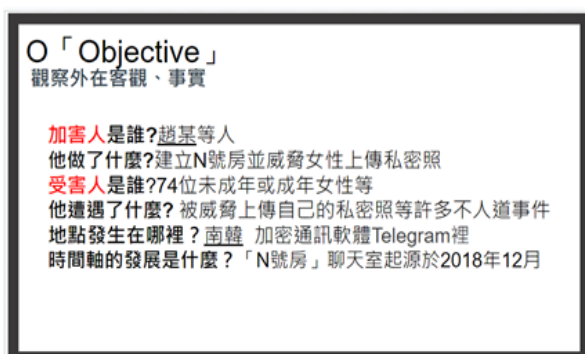 O「Objective」
觀察外在客觀、事實
加害人是誰?趙某等人
他做了什麼?建立N號房並威脅女性上傳私密照
受害人是誰?74位未成年或成年女性等
他遭遇了什麼? 被威脅上傳自己的私密照等許多不人道事件
地點發生在哪裡？南韓 加密通訊軟體Telegram裡
時間軸的發展是什麼？「N號房」聊天室起源於2018年12月